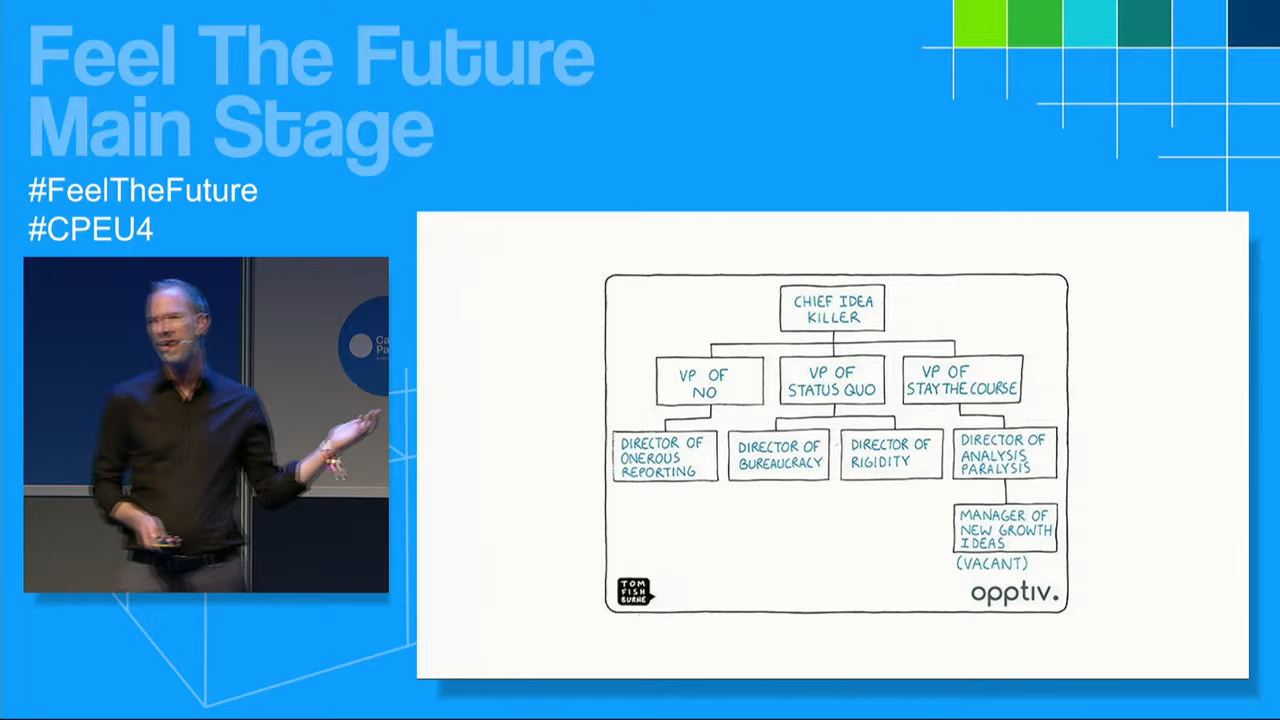 Feel The Future
Main Stage
#FeelTheFuture
#CPEU4
CHIEF IDEA
KILLER
VP OF
NO
VP OF
STATUS QUO
VP OF
STAY THE COURSE
DIRECTOR OF
ONEROUS
REPORTING
DIRECTOR OF
BUREAUCRACY
DIRECTOR OF
RIGIDITY
DIRECTOR OF
ANALYSIS
PARALYSIS
MANAGER OF
NEW GROWTH
IDEAS
(VACANT)
TOM
FISH
BURNE
opptiv.